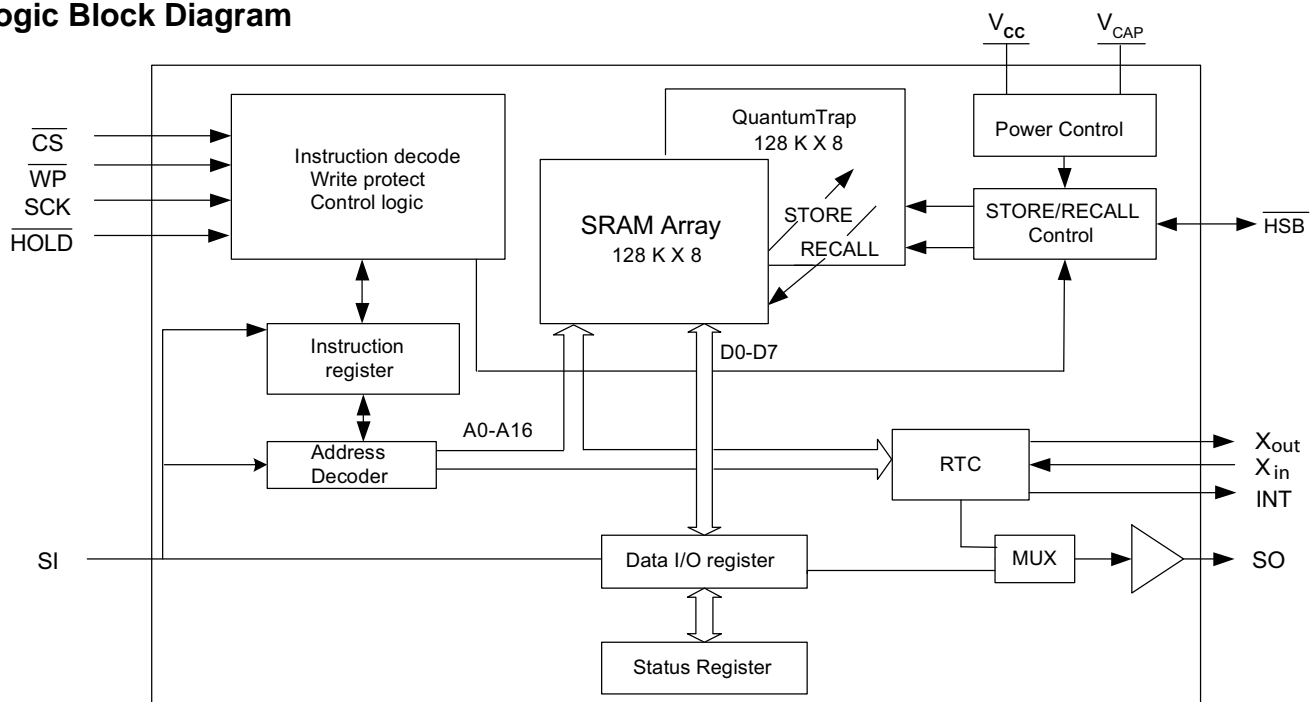 ogic Block Diagram
VCC
VCAP
QuantumTrap
128 K X 8
Power Control
CS
WP
SCK
HOLD
Instruction decode
Write protect
Control logic
SRAM Array
128 K X 8
STORE
RECALL
STORE/RECALL
Control
HSB
Instruction
register
D0-D7
A0-A16
Address
Decoder
RTC
Xout
Xin
INT
SI
Data I/O register
MUX
SO
Status Register